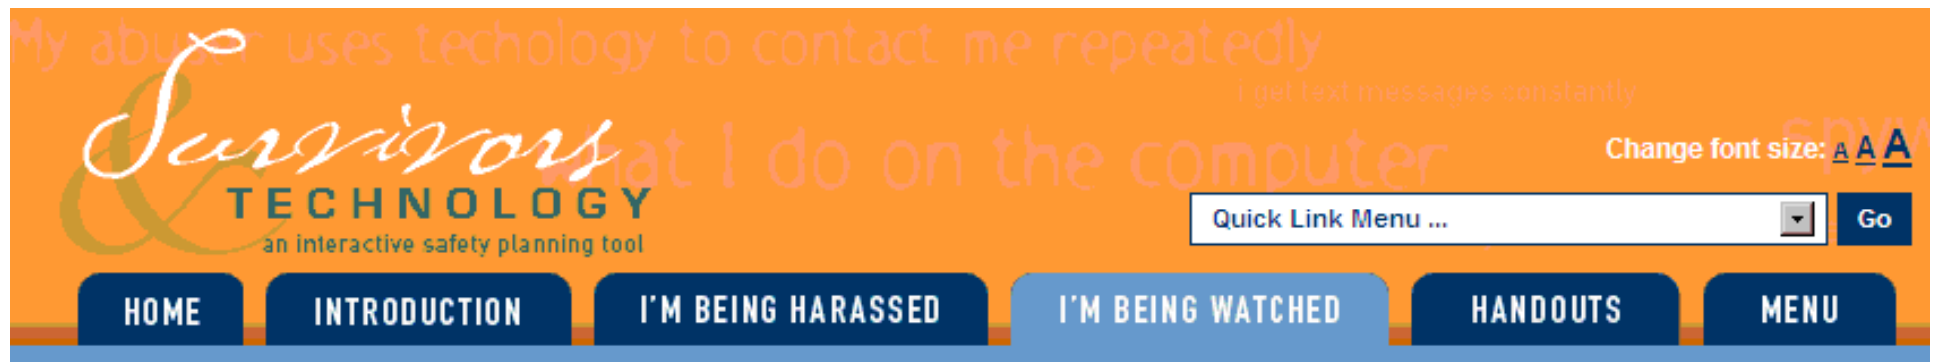 My abuser uses techology to contact me repeatedly
i get text messages constantly
what I do on the computer
spyw
Survivors
&
TECHNOLOGY
an interactive safety planning tool
Change font size: A A A
Quick Link Menu ...
Go
HOME
INTRODUCTION
I'M BEING HARASSED
I'M BEING WATCHED
HANDOUTS
MENU